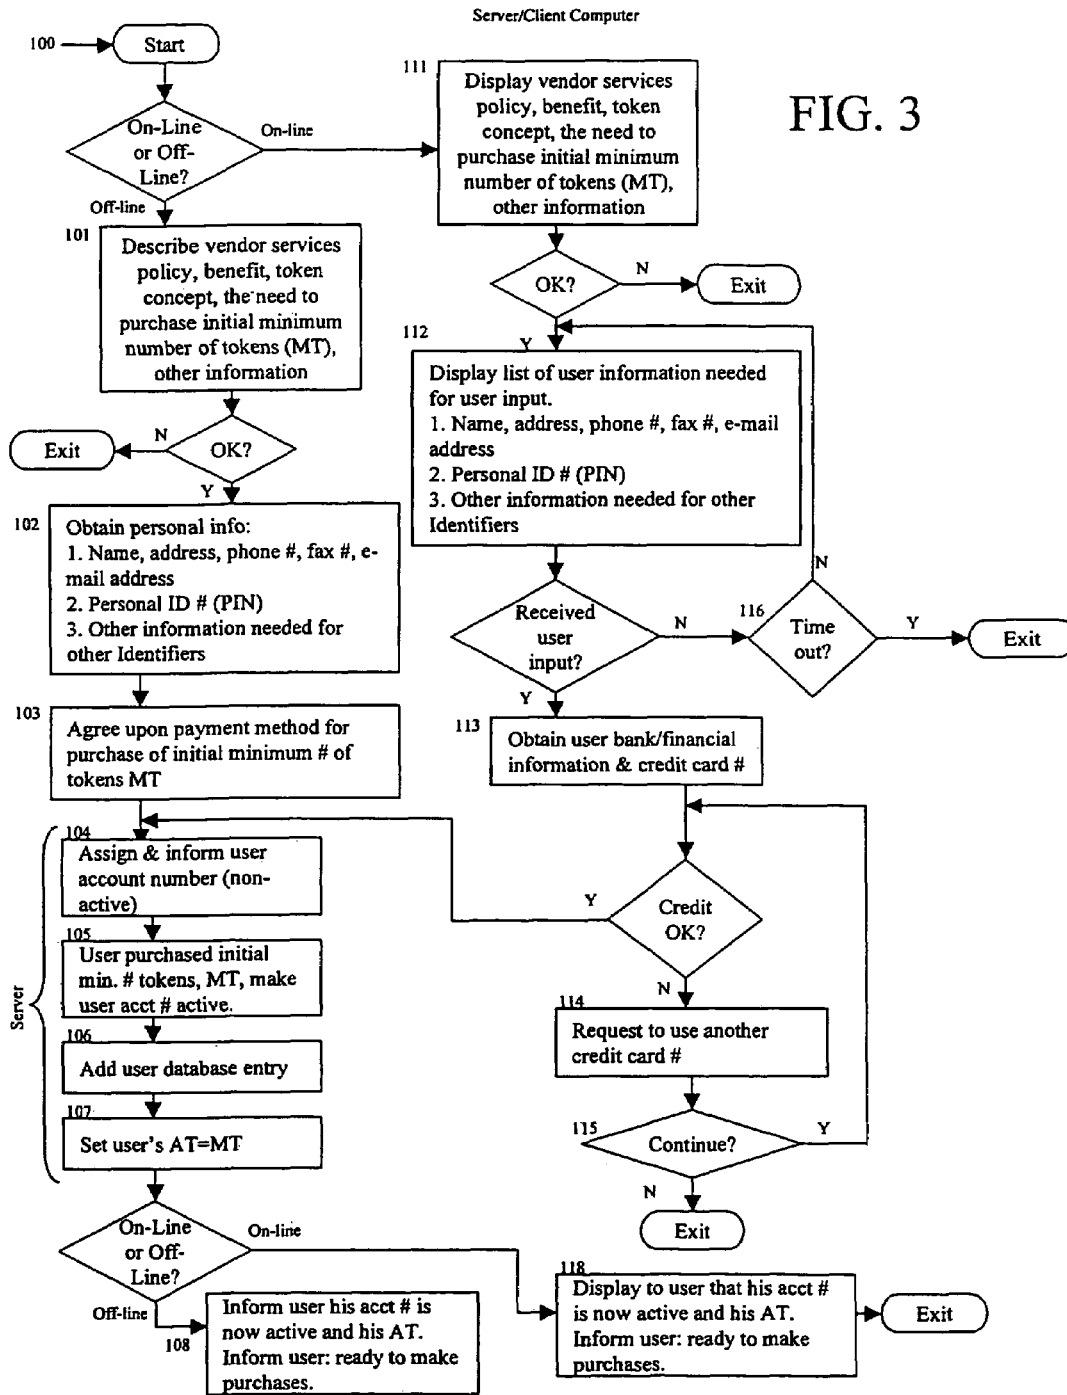 Server/Client Computer
FIG. 3
100
Start
On-Line
or Off-
Line?
On-line
Off-line
111
Display vendor services
policy, benefit, token
concept, the need to
purchase initial minimum
number of tokens (MT),
other information
OK?
N
Exit
Y
101
Describe vendor services
policy, benefit, token
concept, the need to
purchase initial minimum
number of tokens (MT),
other information
OK?
N
Exit
Y
112
Display list of user information needed
for user input.
1. Name, address, phone #, fax #, e-mail
address
2. Personal ID # (PIN)
3. Other information needed for other
Identifiers
Received
user
input?
N
Y
116
Time
out?
N
Y
Exit
102
Obtain personal info:
1. Name, address, phone #, fax #, e-
mail address
2. Personal ID # (PIN)
3. Other information needed for
other Identifiers
103
Agree upon payment method for
purchase of initial minimum # of
tokens MT
113
Obtain user bank/financial
information & credit card #
Credit
OK?
Y
N
114
Request to use another
credit card #
115
Continue?
Y
N
Exit
Server
104
Assign & inform user
account number (non-
active)
105
User purchased initial
min. # tokens, MT, make
user acct # active.
106
Add user database entry
107
Set user's AT=MT
On-Line
or Off-
Line?
On-line
Off-line
108
Inform user his acct # is
now active and his AT.
Inform user: ready to make
purchases.
118
Display to user that his acct #
is now active and his AT.
Inform user: ready to make
purchases.
Exit